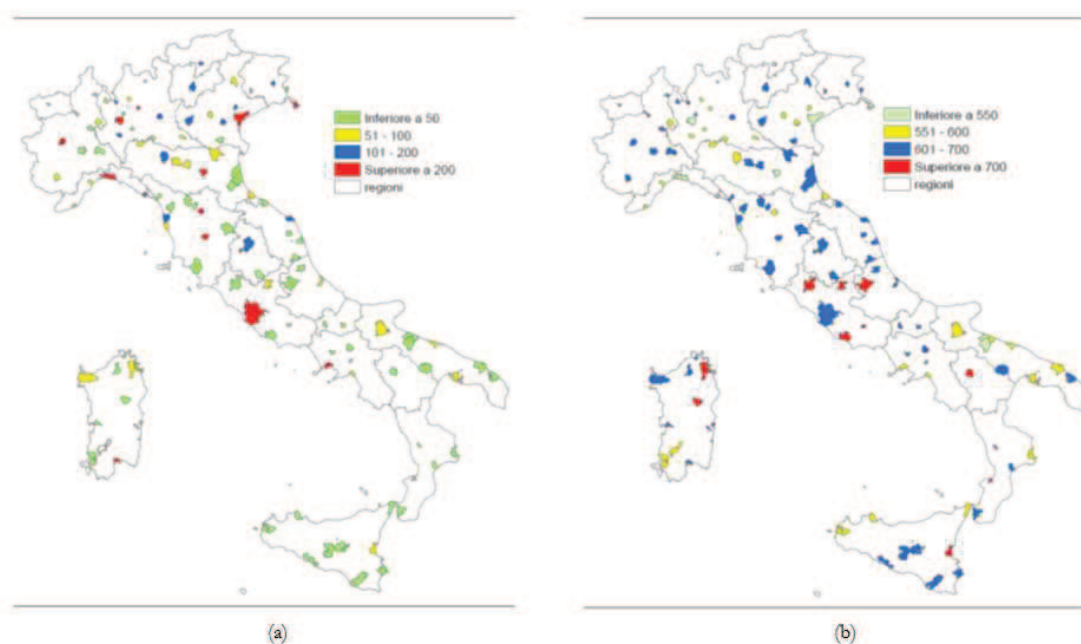 Inferiore a 50
51 - 100
101 - 200
Superiore a 200
regioni
Inferiore a 550
551 - 600
601 - 700
Superiore a 700
regioni
(a)
(b)